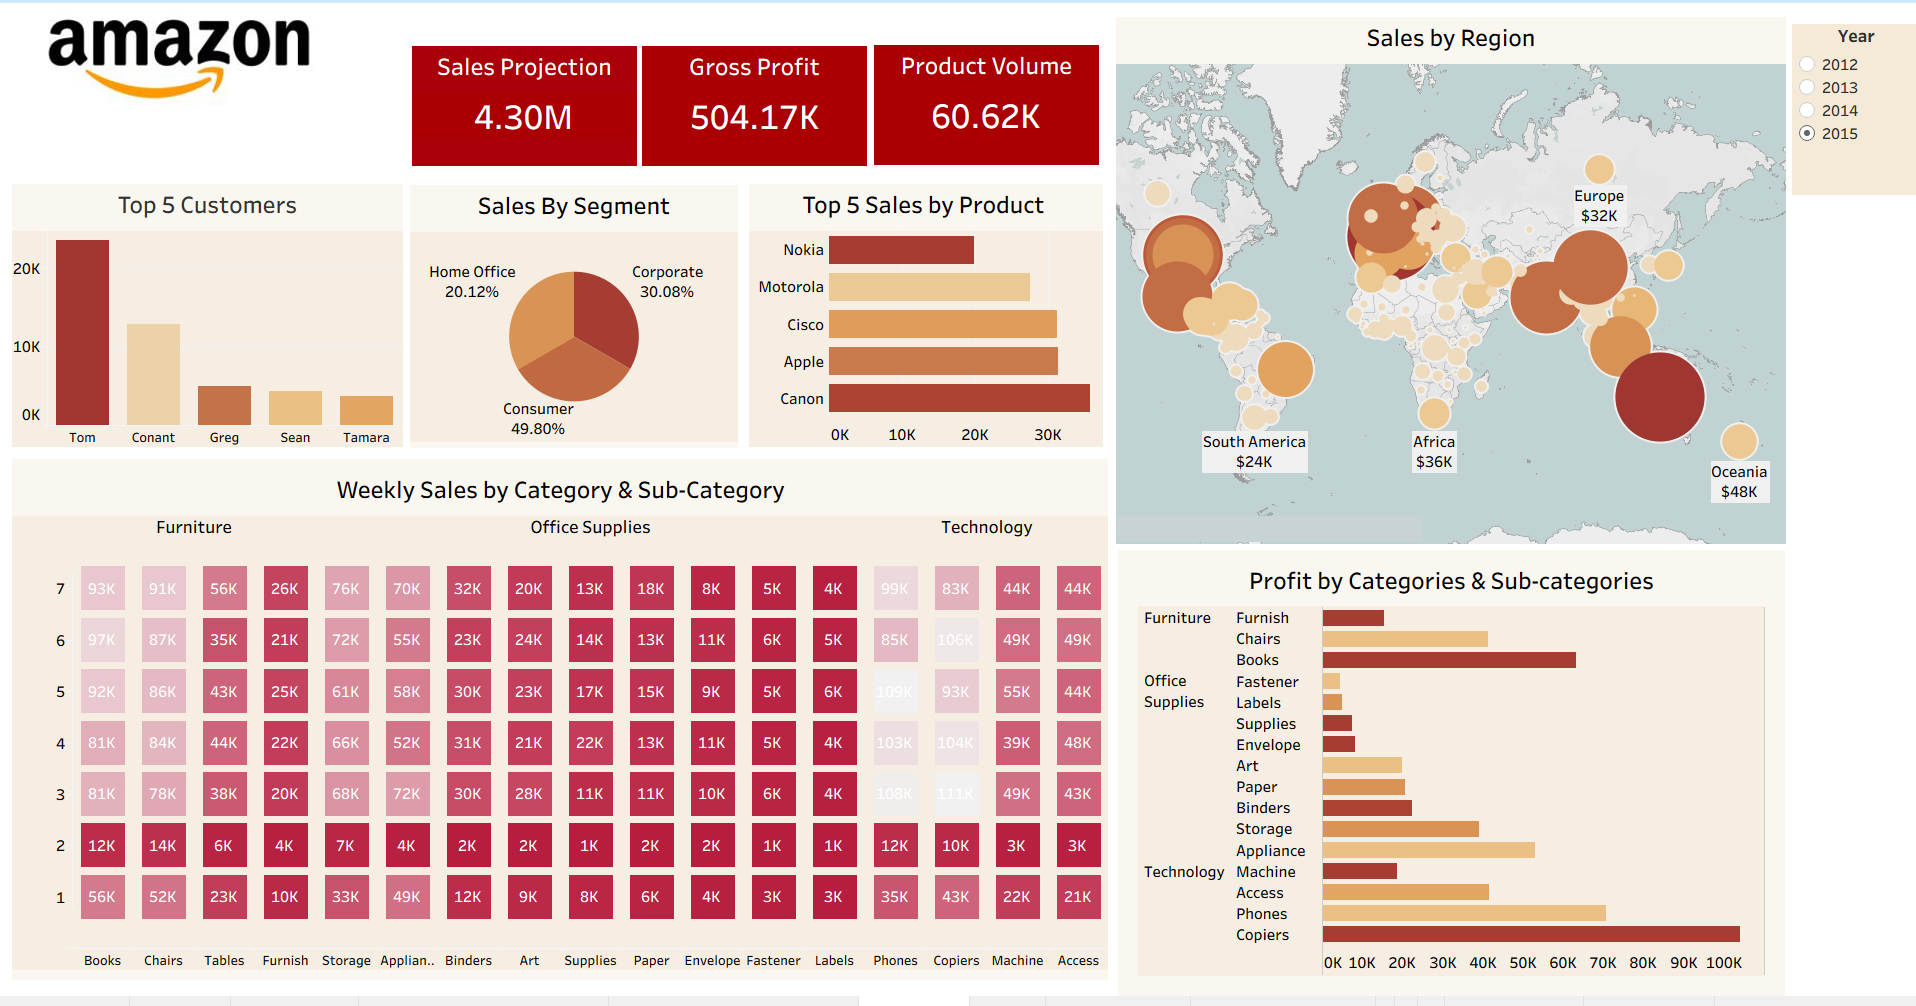 amazon
Sales Projection
4.30M
Gross Profit
504.17K
Product Volume
60.62K
Sales by Region
Europe
$32K
South America
$24K
Africa
$36K
Oceania
$48K
Year
2012
2013
2014
2015
Top 5 Customers
20K
10K
0K
Tom Conant Greg Sean Tamara
Sales By Segment
Home Office
20.12%
Corporate
30.08%
Consumer
49.80%
Top 5 Sales by Product
Nokia
Motorola
Cisco
Apple
Canon
0K 10K 20K 30K
Weekly Sales by Category & Sub-Category
Furniture Office Supplies Technology
7 93K 91K 56K 26K 76K 70K 32K 20K 13K 18K 8K 5K 4K 99K 83K 44K 44K
6 97K 87K 35K 21K 72K 55K 23K 24K 14K 13K 11K 6K 5K 85K 106K 49K 49K
5 92K 86K 43K 25K 61K 58K 30K 23K 17K 15K 9K 5K 6K 109K 93K 55K 44K
4 81K 84K 44K 22K 66K 52K 31K 21K 22K 13K 11K 5K 4K 103K 104K 39K 48K
3 81K 78K 38K 20K 68K 72K 30K 28K 11K 11K 10K 6K 4K 108K 111K 49K 43K
2 12K 14K 6K 4K 7K 4K 2K 2K 1K 2K 2K 1K 1K 12K 10K 3K 3K
1 56K 52K 23K 10K 33K 49K 12K 9K 8K 6K 4K 3K 3K 35K 43K 22K 21K
Books Chairs Tables Furnish Storage Applian.. Binders Art Supplies Paper Envelope Fastener Labels Phones Copiers Machine Access
Profit by Categories & Sub-categories
Furniture Furnish
Chairs
Books
Office Fastener
Supplies Labels
Supplies
Envelope
Art
Paper
Binders
Storage
Appliance
Technology Machine
Access
Phones
Copiers
0K 10K 20K 30K 40K 50K 60K 70K 80K 90K 100K